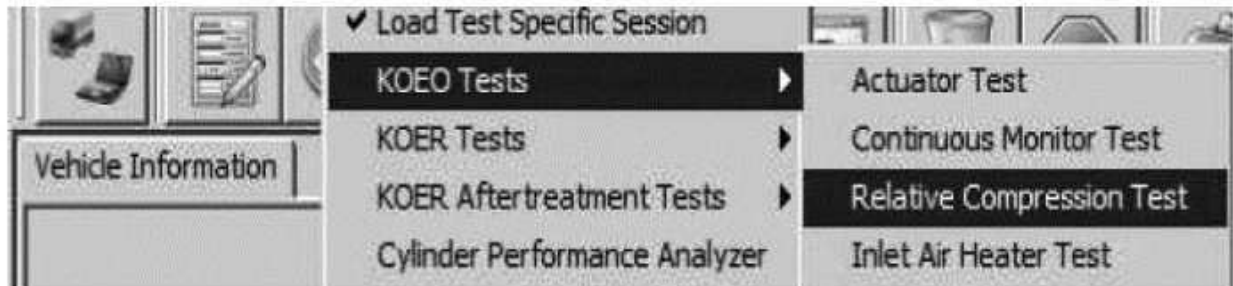 ✔ Load Test Specific Session
KOEO Tests
KOER Tests
KOER Aftertreatment Tests
Cylinder Performance Analyzer
Vehicle Information
Actuator Test
Continuous Monitor Test
Relative Compression Test
Inlet Air Heater Test